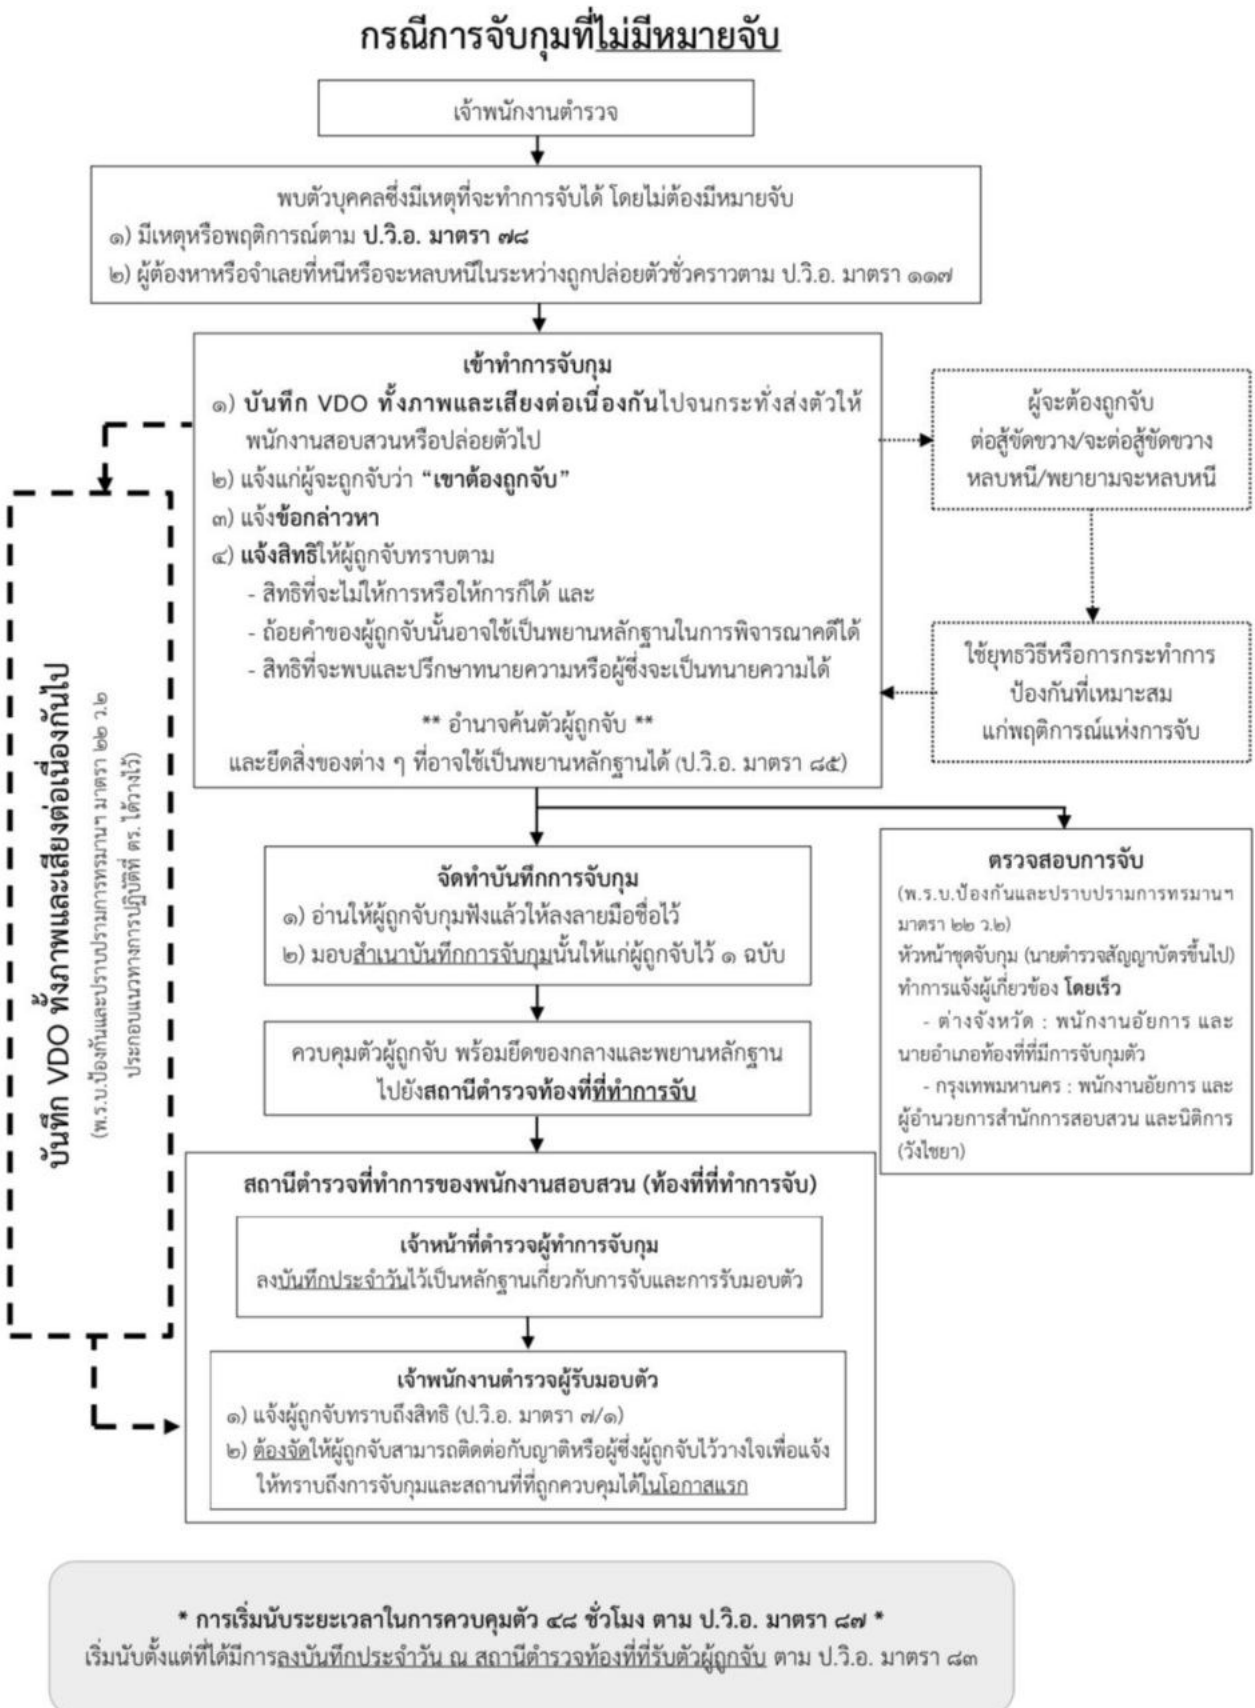 กรณีการจับกุมที่ไม่มีหมายจับ
เจ้าพนักงานตำรวจ
พบตัวบุคคลซึ่งมีเหตุที่จะทำการจับได้ โดยไม่ต้องมีหมายจับ
๑) มีเหตุหรือพฤติการณ์ตาม ป.วิ.อ. มาตรา ๗๘
๒) ผู้ต้องหาหรือจำเลยที่หนีหรือจะหลบหนีในระหว่างถูกปล่อยตัวชั่วคราวตาม ป.วิ.อ. มาตรา ๑๑๗
เข้าทำการจับกุม
๑) บันทึก VDO ทั้งภาพและเสียงต่อเนื่องกันไปจนกระทั่งส่งตัวให้
พนักงานสอบสวนหรือปล่อยตัวไป
๒) แจ้งแก่ผู้จะถูกจับว่า “เขาต้องถูกจับ”
๓) แจ้งข้อกล่าวหา
๔) แจ้งสิทธิให้ผู้ถูกจับทราบตาม
- สิทธิที่จะไม่ให้การหรือให้การก็ได้ และ
- ถ้อยคำของผู้ถูกจับนั้นอาจใช้เป็นพยานหลักฐานในการพิจารณาคดีได้
- สิทธิที่จะพบและปรึกษาทนายความหรือผู้ซึ่งจะเป็นทนายความได้
** อำนาจค้นตัวผู้ถูกจับ **
และยึดสิ่งของต่าง ๆ ที่อาจใช้เป็นพยานหลักฐานได้ (ป.วิ.อ. มาตรา ๘๕)
ผู้จะต้องถูกจับ
ต่อสู้ขัดขวาง/จะต่อสู้ขัดขวาง
หลบหนี/พยายามจะหลบหนี
ใช้ยุทธวิธีหรือการกระทำการ
ป้องกันที่เหมาะสม
แก่พฤติการณ์แห่งการจับ
บันทึก VDO ทั้งภาพและเสียงต่อเนื่องกันไป
(พ.ร.บ.ป้องกันและปราบปรามการทรมานฯ มาตรา ๒๒ ว.๒
ประกอบแนวทางการปฏิบัติที่ ตร. ได้วางไว้)
จัดทำบันทึกการจับกุม
๑) อ่านให้ผู้ถูกจับกุมฟังแล้วให้ลงลายมือชื่อไว้
๒) มอบสำเนาบันทึกการจับกุมนั้นให้แก่ผู้ถูกจับไว้ ๑ ฉบับ
ตรวจสอบการจับ
(พ.ร.บ.ป้องกันและปราบปรามการทรมานฯ
มาตรา ๒๒ ว.๒)
หัวหน้าชุดจับกุม (นายตำรวจสัญญาบัตรขึ้นไป)
ทำการแจ้งผู้เกี่ยวข้อง โดยเร็ว
- ต่างจังหวัด : พนักงานอัยการ และ
นายอำเภอท้องที่ที่มีการจับกุมตัว
- กรุงเทพมหานคร : พนักงานอัยการ และ
ผู้อำนวยการสำนักการสอบสวน และนิติการ
(วังไชยา)
ควบคุมตัวผู้ถูกจับ พร้อมยึดของกลางและพยานหลักฐาน
ไปยังสถานีตำรวจท้องที่ที่ทำการจับ
สถานีตำรวจที่ทำการของพนักงานสอบสวน (ท้องที่ที่ทำการจับ)
เจ้าหน้าที่ตำรวจผู้ทำการจับกุม
ลงบันทึกประจำวันไว้เป็นหลักฐานเกี่ยวกับการจับและการรับมอบตัว
เจ้าพนักงานตำรวจผู้รับมอบตัว
๑) แจ้งผู้ถูกจับทราบถึงสิทธิ (ป.วิ.อ. มาตรา ๗/๑)
๒) ต้องจัดให้ผู้ถูกจับสามารถติดต่อกับญาติหรือผู้ซึ่งผู้ถูกจับไว้วางใจเพื่อแจ้ง
ให้ทราบถึงการจับกุมและสถานที่ที่ถูกควบคุมได้ในโอกาสแรก
* การเริ่มนับระยะเวลาในการควบคุมตัว ๔๘ ชั่วโมง ตาม ป.วิ.อ. มาตรา ๘๗ *
เริ่มนับตั้งแต่ที่ได้มีการลงบันทึกประจำวัน ณ สถานีตำรวจท้องที่ที่รับตัวผู้ถูกจับ ตาม ป.วิ.อ. มาตรา ๘๓